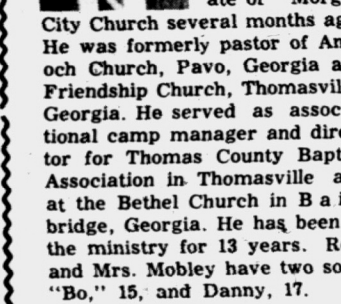 ate of Morg
City Church several months ag
He was formerly pastor of An
och Church, Pavo, Georgia a
Friendship Church, Thomasvil
Georgia. He served as assoc
tional camp manager and dire
tor for Thomas County Bapt
Association in Thomasville a
at the Bethel Church in B a i
bridge, Georgia. He has been
the ministry for 13 years. R
and Mrs. Mobley have two so
"Bo," 15, and Danny, 17.